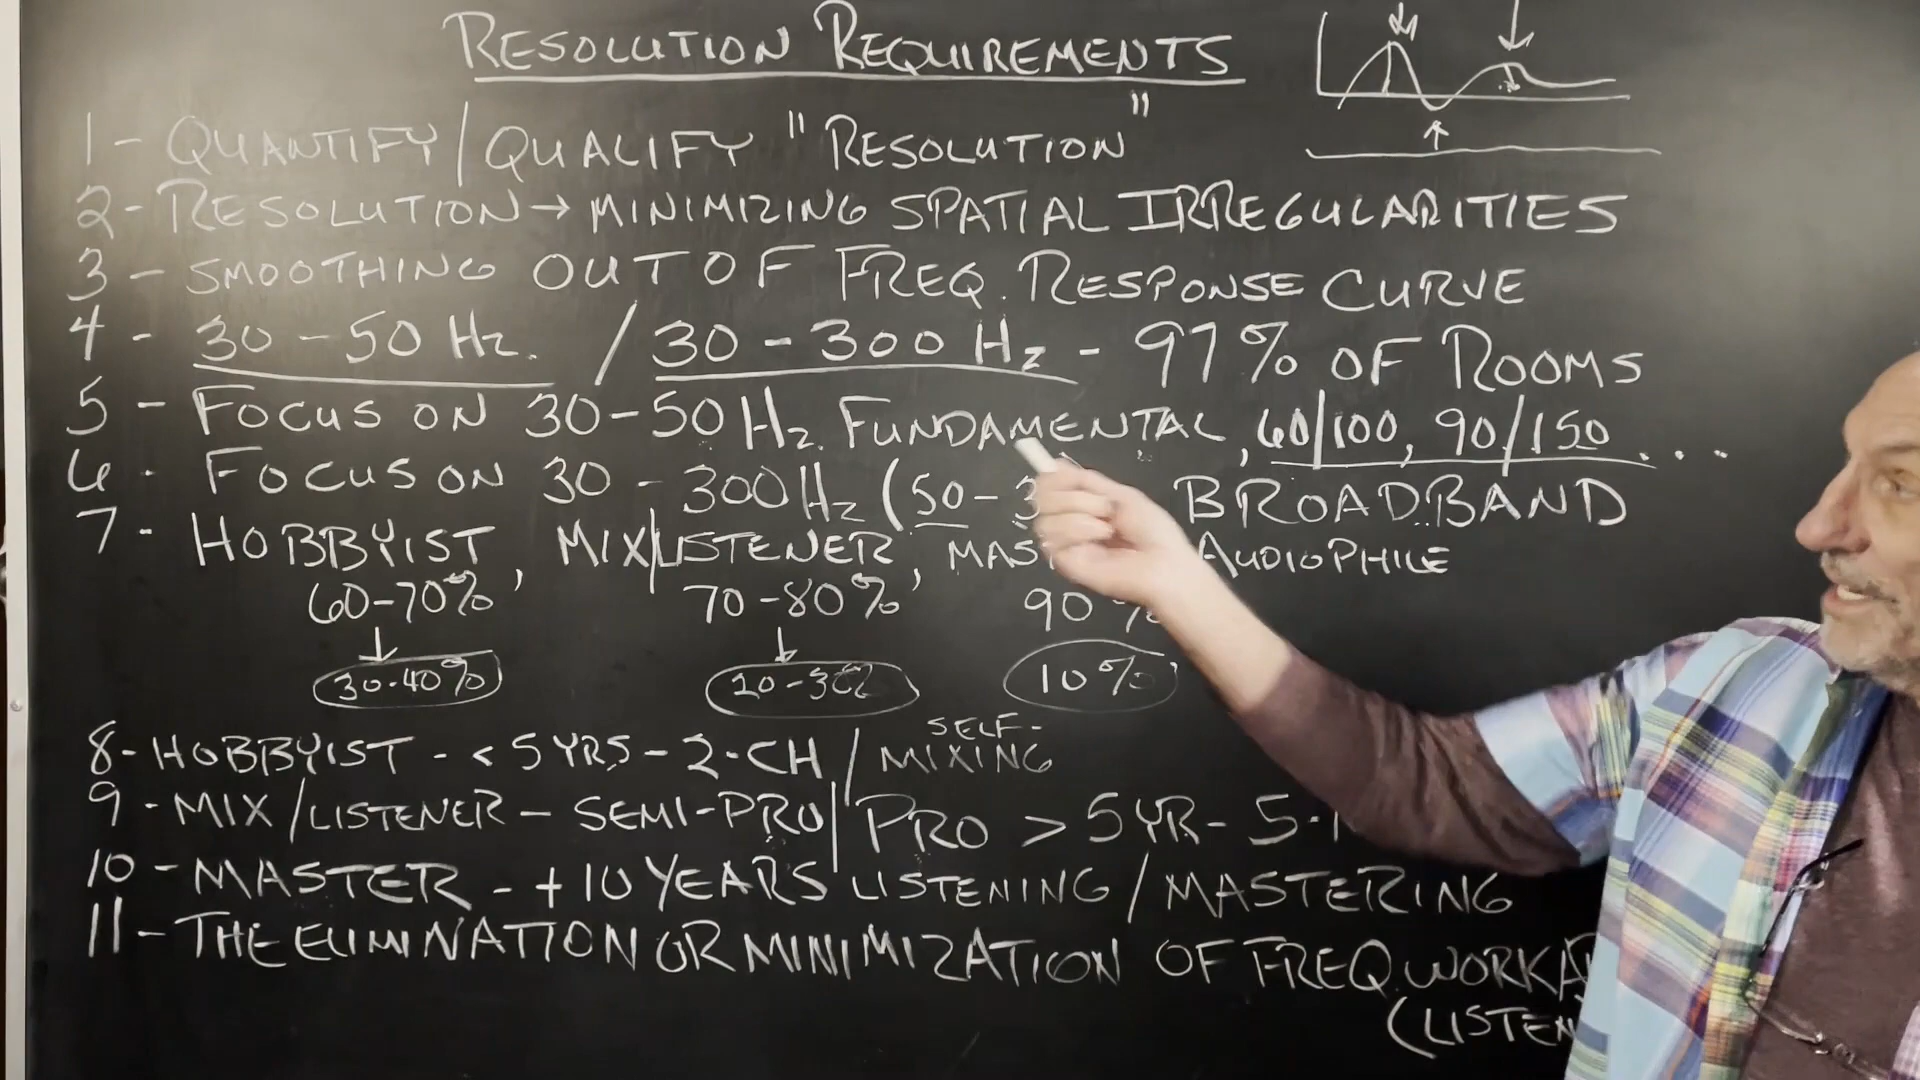 RESOLUTION REQUIREMENTS
1 - QUANTIFY/QUALIFY "RESOLUTION"
2 - RESOLUTION → MINIMIZING SPATIAL IRREGULARITIES
3 - SMOOTHING OUT OF FREQ. RESPONSE CURVE
4 - 30 - 50 Hz. / 30 - 300 Hz - 97% OF ROOMS
5 - FOCUS ON 30-50 Hz. FUNDAMENTAL, 60/100, 90/150....
6 - FOCUS ON 30 - 300 Hz (50 - BROADBAND
7 - HOBBYIST, MIX/LISTENER, AUDIOPHILE
60-70% 70-80% 90%
30-40% 20-30% 10%
8 - HOBBYIST - < 5 YRS - 2-CH / SELF-MIXING
9 - MIX/LISTENER - SEMI-PRO/PRO > 5 YR -
10 - MASTER - +10 YEARS LISTENING/MASTERING
11 - THE ELIMINATION OR MINIMIZATION OF FREQ.